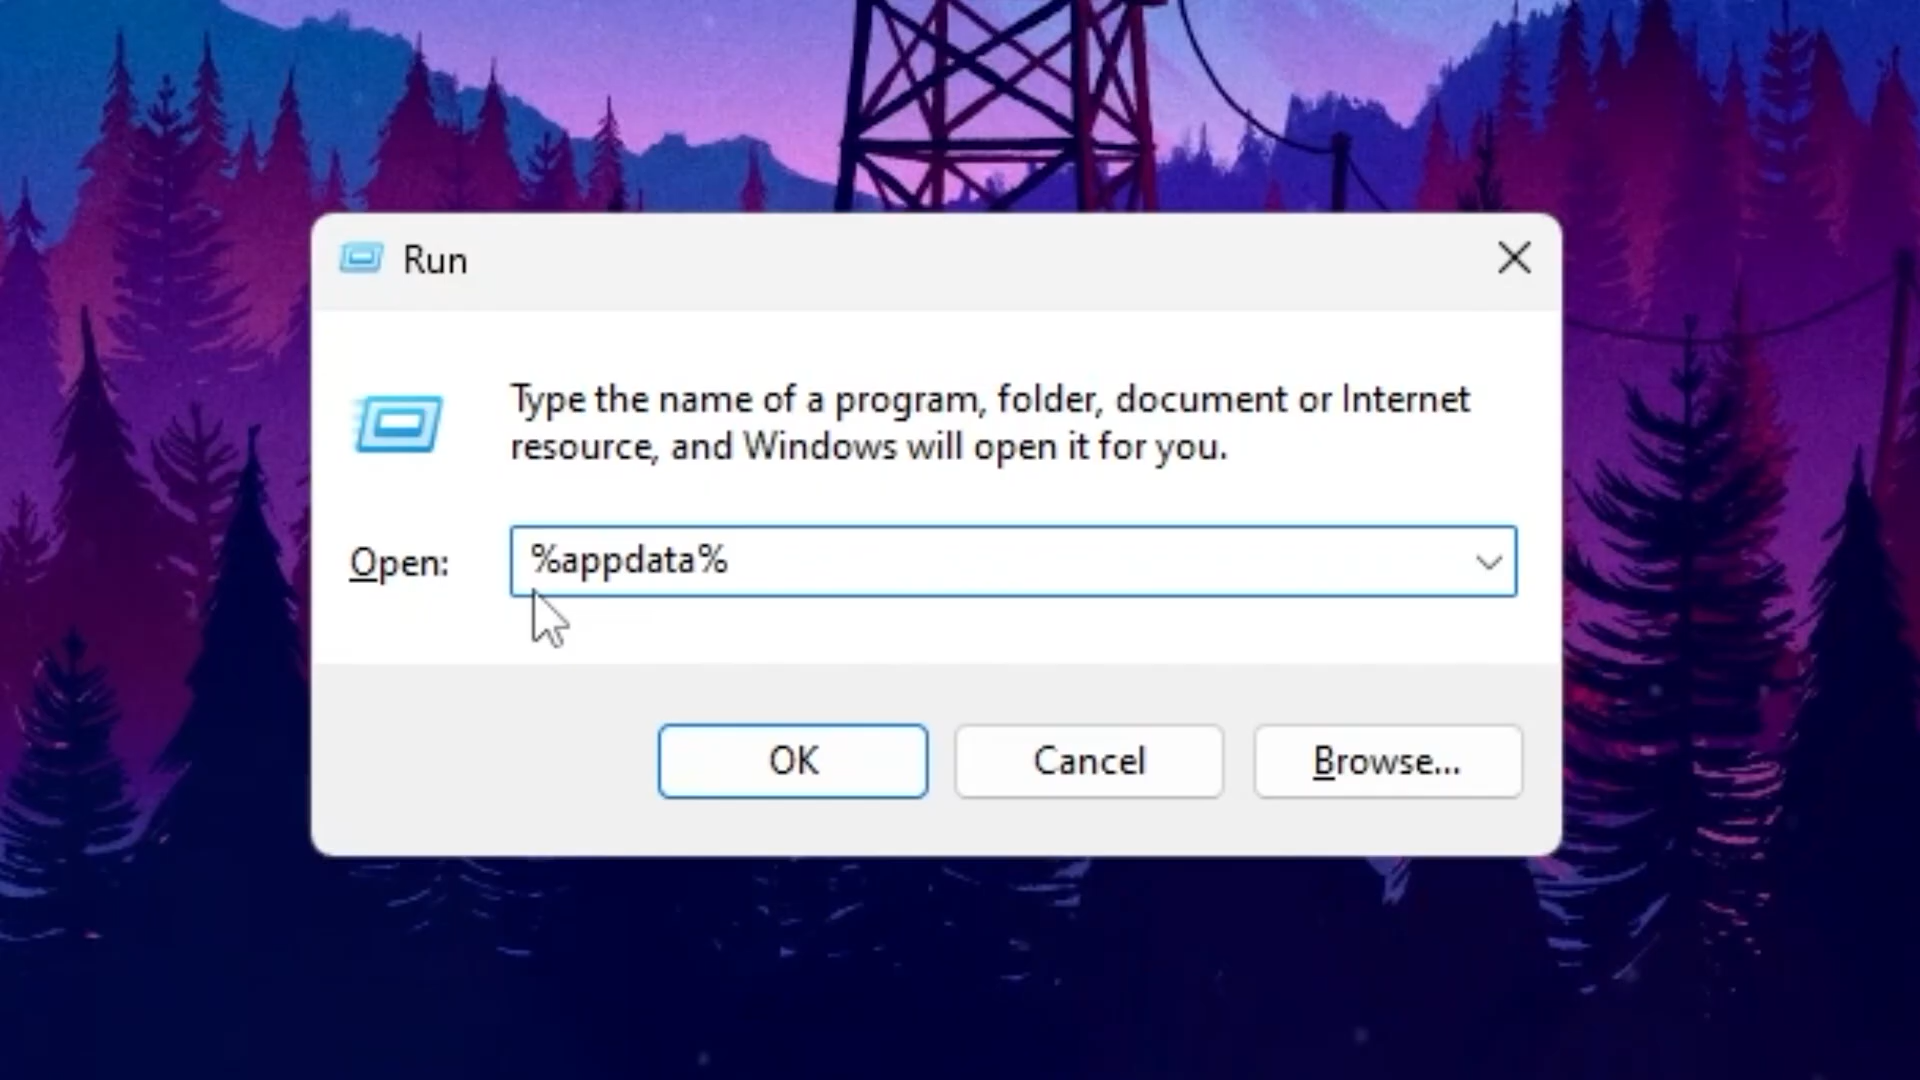 Run
Type the name of a program, folder, document or Internet
resource, and Windows will open it for you.
Open:
%appdata%
OK
Cancel
Browse...